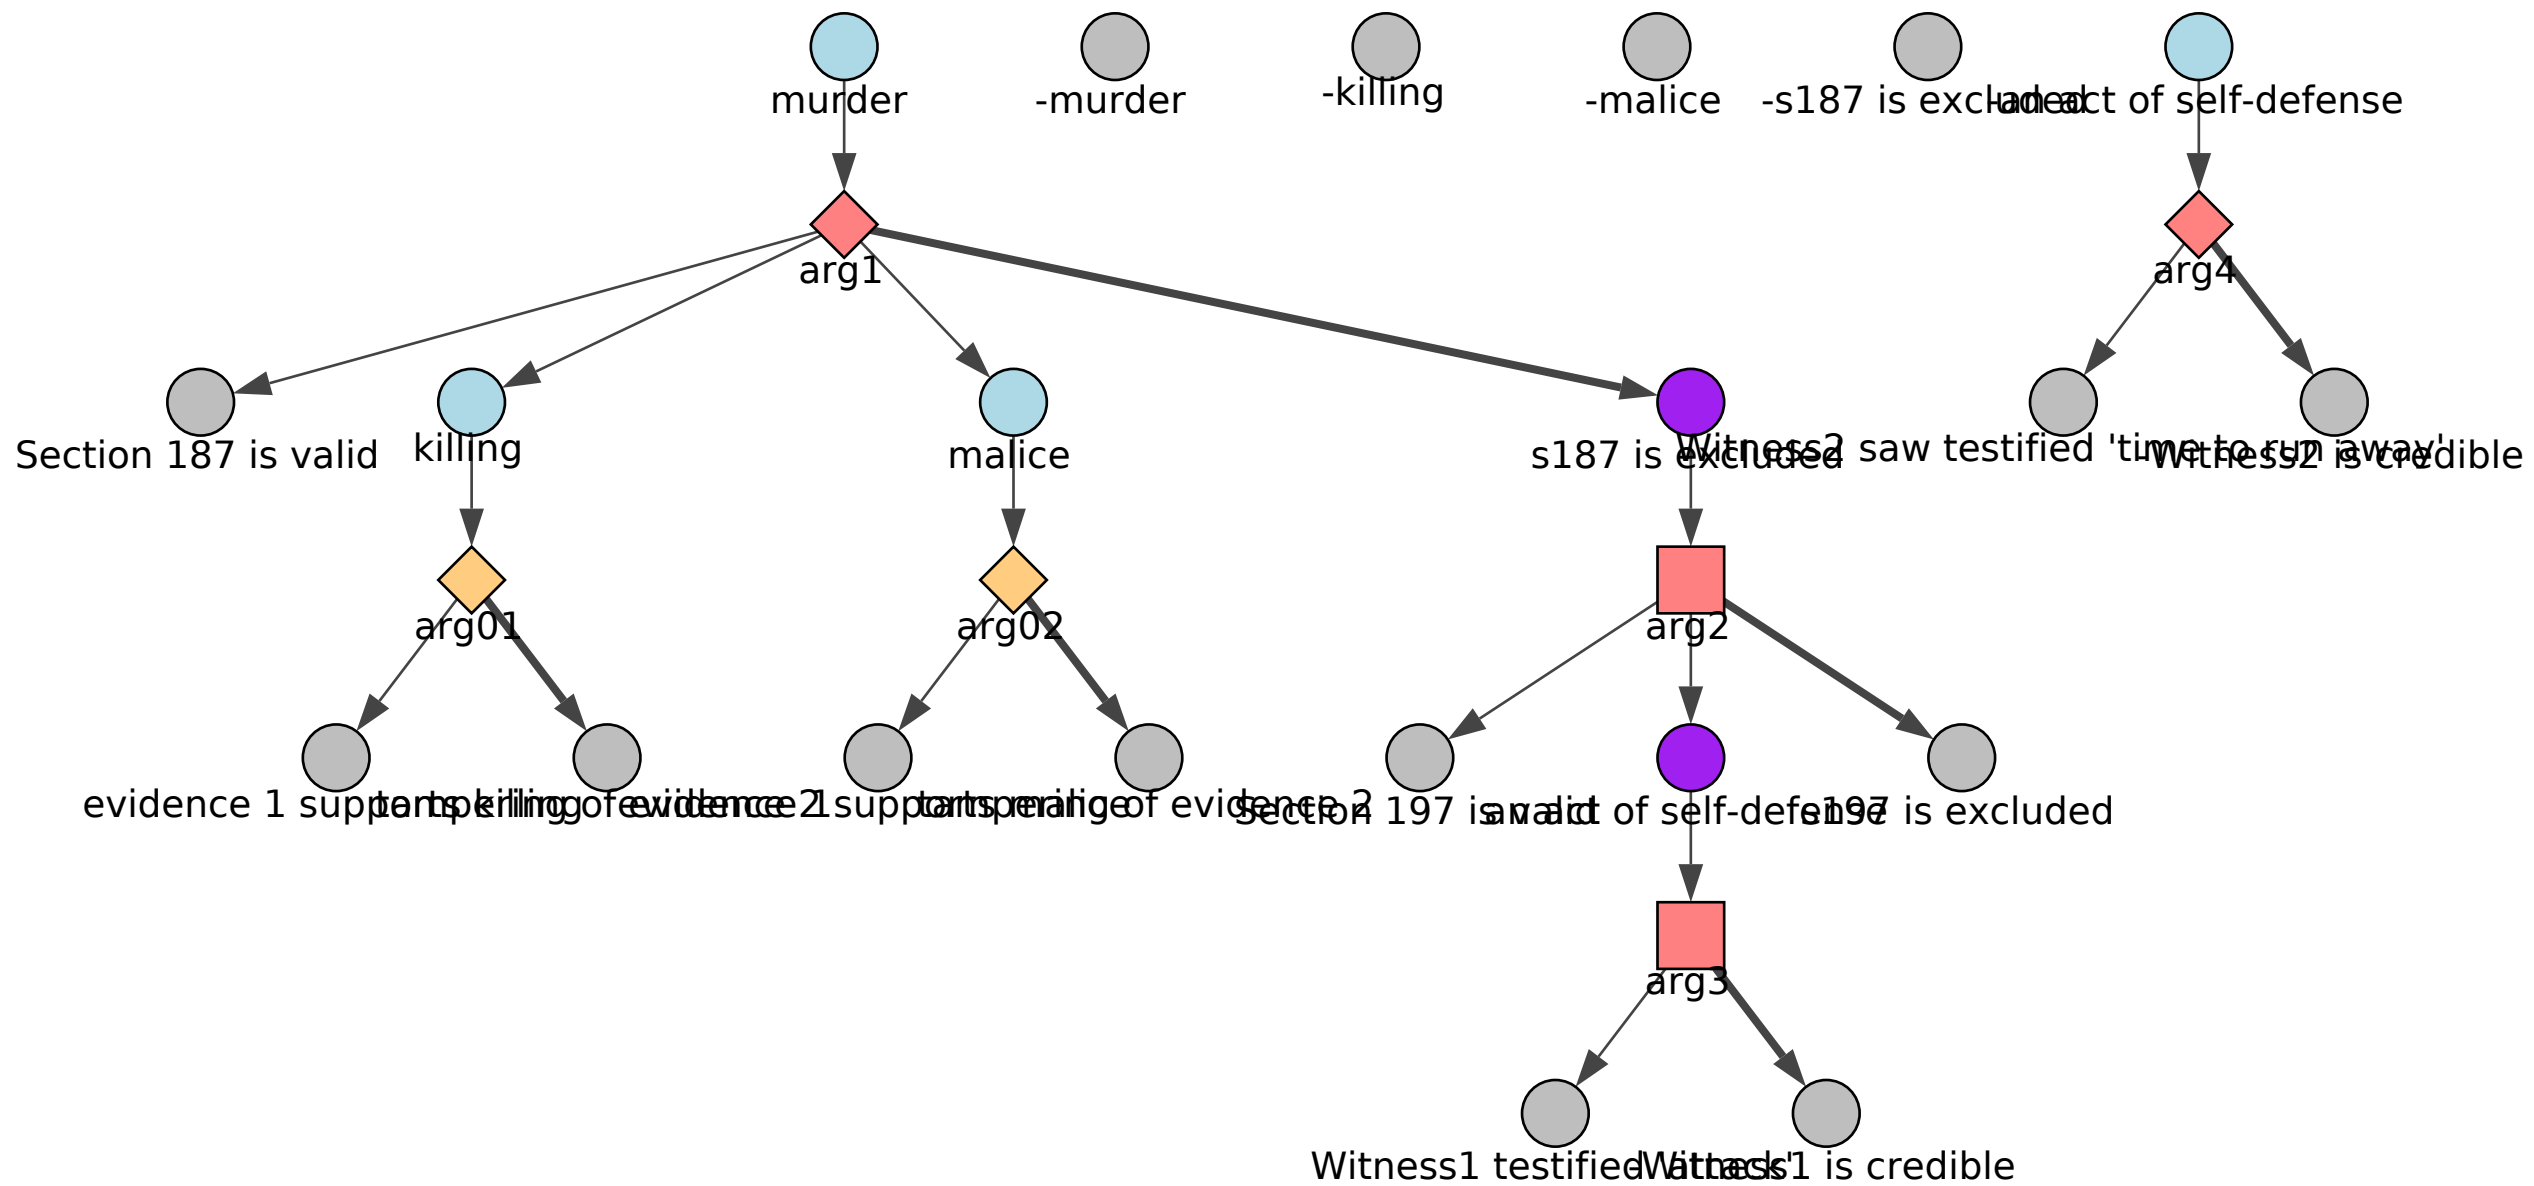 murder
-murder
-killing
-malice
-s187 is excluded
-an act of self-defense
arg1
arg4
Section 187 is valid
killing
malice
s187 is excluded
Witness2 saw testified 'time to run away'
-Witness2 is credible
arg01
arg02
arg2
evidence 1 supports killing
tampering of evidence 1
evidence 2 supports malice
tampering of evidence 2
Section 197 is valid
an act of self-defense
s197 is excluded
arg3
Witness1 testified 'attack'
-Witness1 is credible